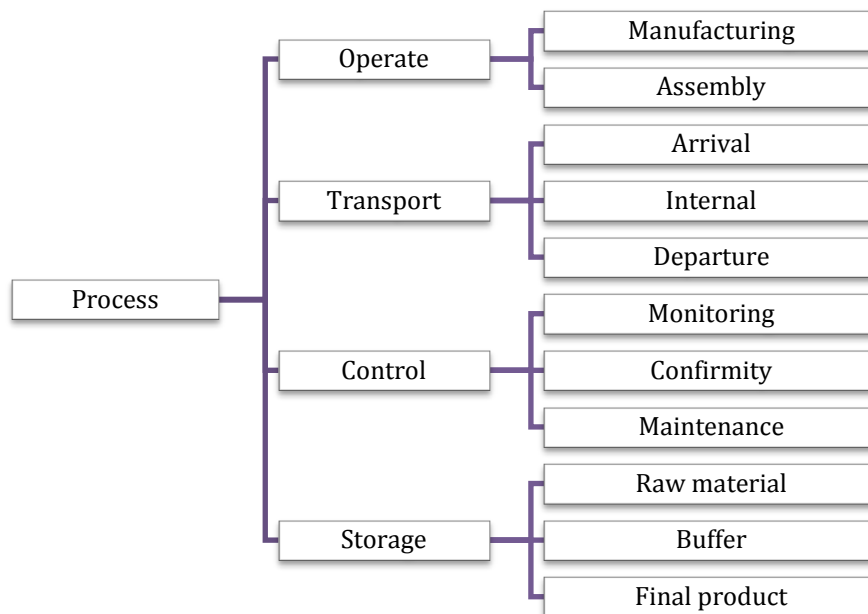 Process
Operate
Manufacturing
Assembly
Transport
Arrival
Internal
Departure
Control
Monitoring
Confirmity
Maintenance
Storage
Raw material
Buffer
Final product